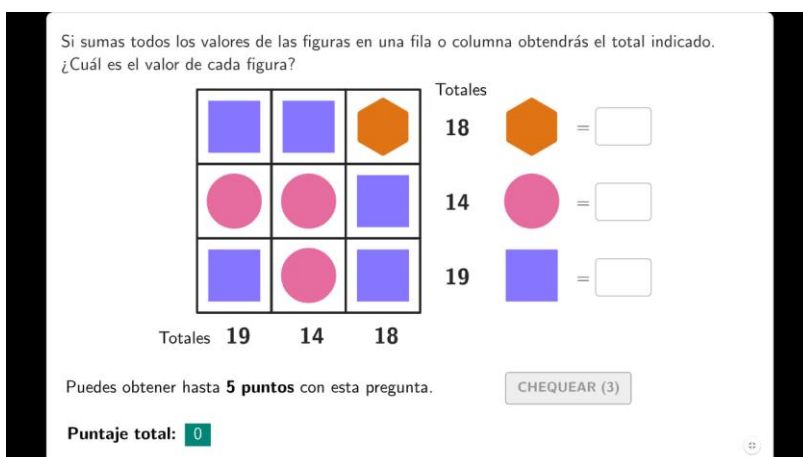 Si sumas todos los valores de las figuras en una fila o columna obtendrás el total indicado.
¿Cuál es el valor de cada figura?
Totales
18 =
14 =
19 =
Totales 19 14 18
Puedes obtener hasta 5 puntos con esta pregunta.
CHEQUEAR (3)
Puntaje total: 0